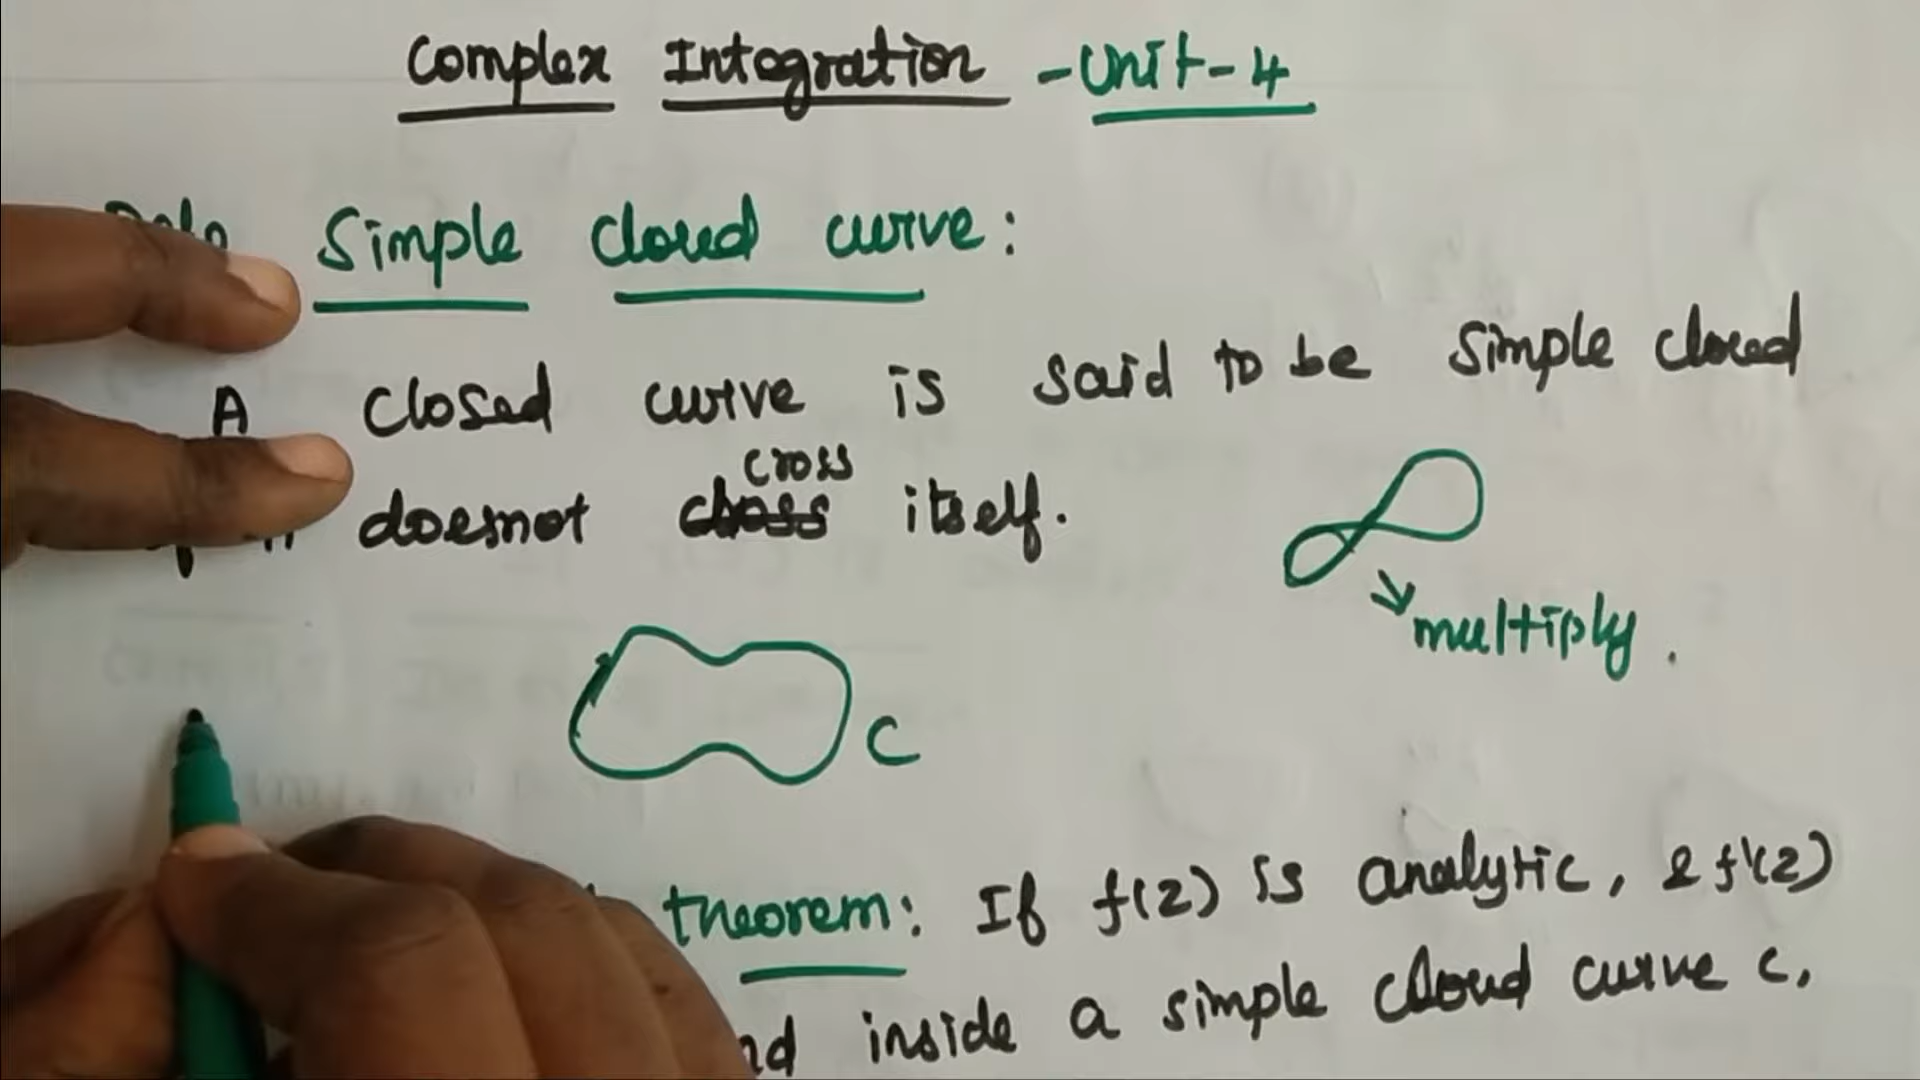 Complex Integration - Unit - 4
Simple closed curve:
A closed curve is said to be simple closed
cross
doesnot itself.
multiply.
C
theorem: If f(z) is analytic, & f'(z)
inside a simple closed curve c,